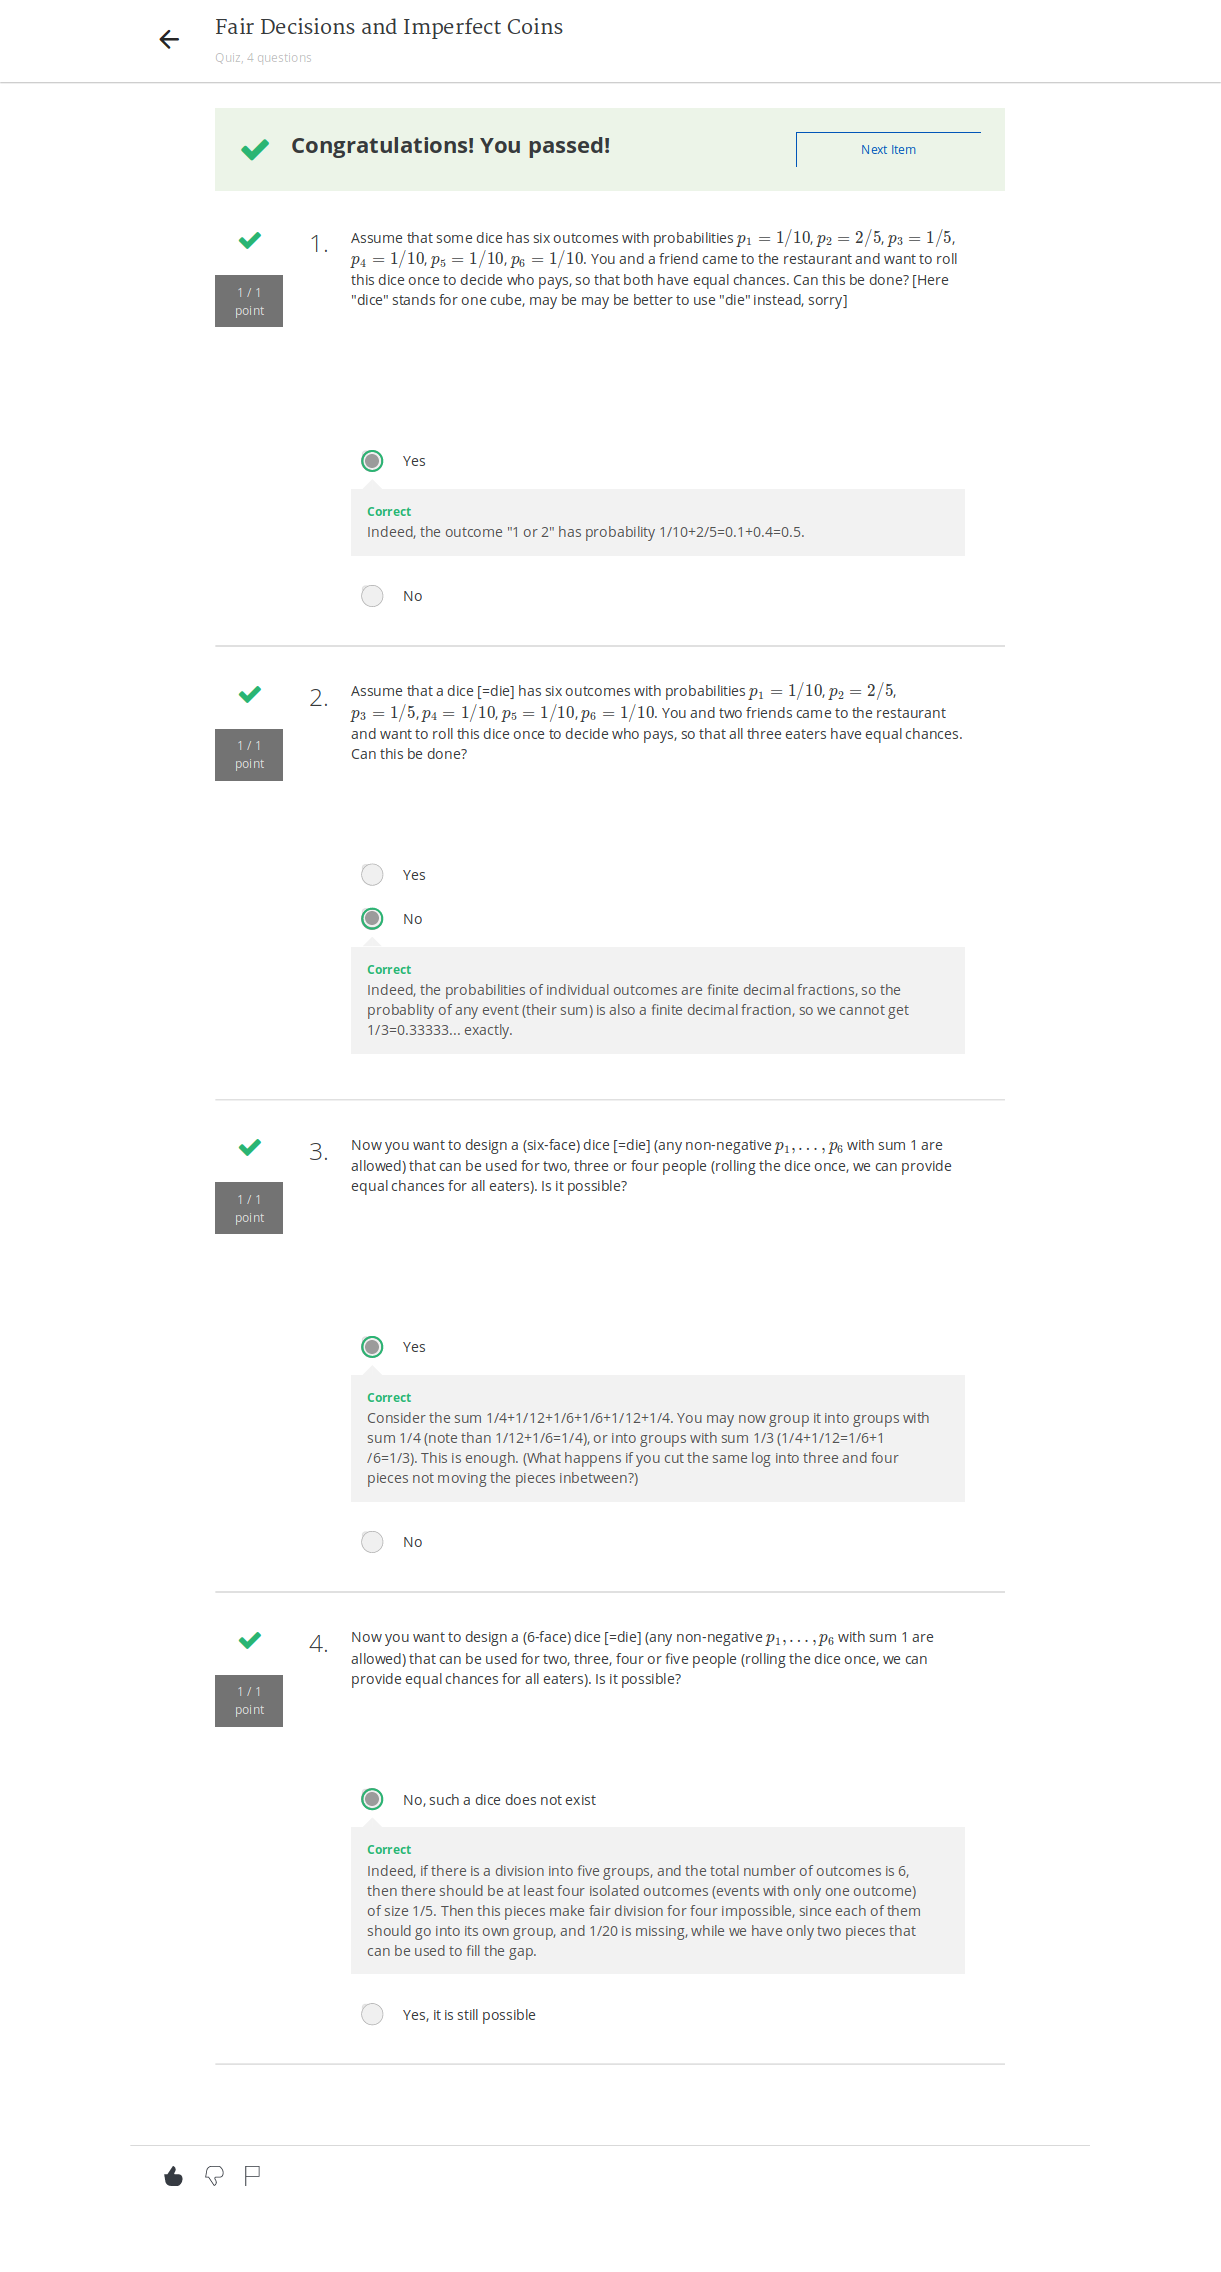 Fair Decisions and Imperfect Coins
Quiz, 4 questions
Congratulations! You passed!
Next Item
1.
Assume that some dice has six outcomes with probabilities p₁ = 1/10, p₂ = 2/5, p₃ = 1/5,
p₄ = 1/10, p₅ = 1/10, p₆ = 1/10. You and a friend came to the restaurant and want to roll
this dice once to decide who pays, so that both have equal chances. Can this be done? [Here
"dice" stands for one cube, may be may be better to use "die" instead, sorry]
1 / 1
point
Yes
Correct
Indeed, the outcome "1 or 2" has probability 1/10+2/5=0.1+0.4=0.5.
No
2.
Assume that a dice [=die] has six outcomes with probabilities p₁ = 1/10, p₂ = 2/5,
p₃ = 1/5, p₄ = 1/10, p₅ = 1/10, p₆ = 1/10. You and two friends came to the restaurant
and want to roll this dice once to decide who pays, so that all three eaters have equal chances.
Can this be done?
1 / 1
point
Yes
No
Correct
Indeed, the probabilities of individual outcomes are finite decimal fractions, so the
probablity of any event (their sum) is also a finite decimal fraction, so we cannot get
1/3=0.33333... exactly.
3.
Now you want to design a (six-face) dice [=die] (any non-negative p₁, . . . , p₆ with sum 1 are
allowed) that can be used for two, three or four people (rolling the dice once, we can provide
equal chances for all eaters). Is it possible?
1 / 1
point
Yes
Correct
Consider the sum 1/4+1/12+1/6+1/6+1/12+1/4. You may now group it into groups with
sum 1/4 (note than 1/12+1/6=1/4), or into groups with sum 1/3 (1/4+1/12=1/6+1
/6=1/3). This is enough. (What happens if you cut the same log into three and four
pieces not moving the pieces inbetween?)
No
4.
Now you want to design a (6-face) dice [=die] (any non-negative p₁, . . . , p₆ with sum 1 are
allowed) that can be used for two, three, four or five people (rolling the dice once, we can
provide equal chances for all eaters). Is it possible?
1 / 1
point
No, such a dice does not exist
Correct
Indeed, if there is a division into five groups, and the total number of outcomes is 6,
then there should be at least four isolated outcomes (events with only one outcome)
of size 1/5. Then this pieces make fair division for four impossible, since each of them
should go into its own group, and 1/20 is missing, while we have only two pieces that
can be used to fill the gap.
Yes, it is still possible